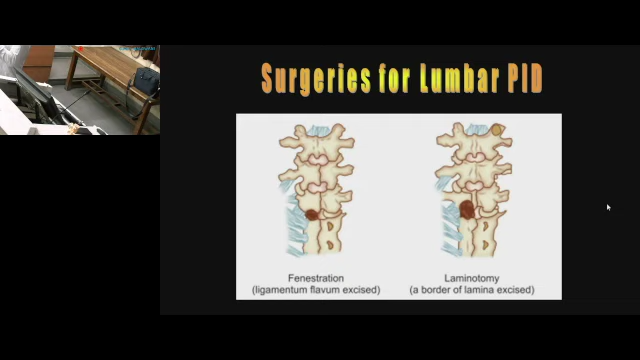 Surgeries for Lumbar PID
Fenestration
(ligamentum flavum excised)
Laminotomy
(a border of lamina excised)